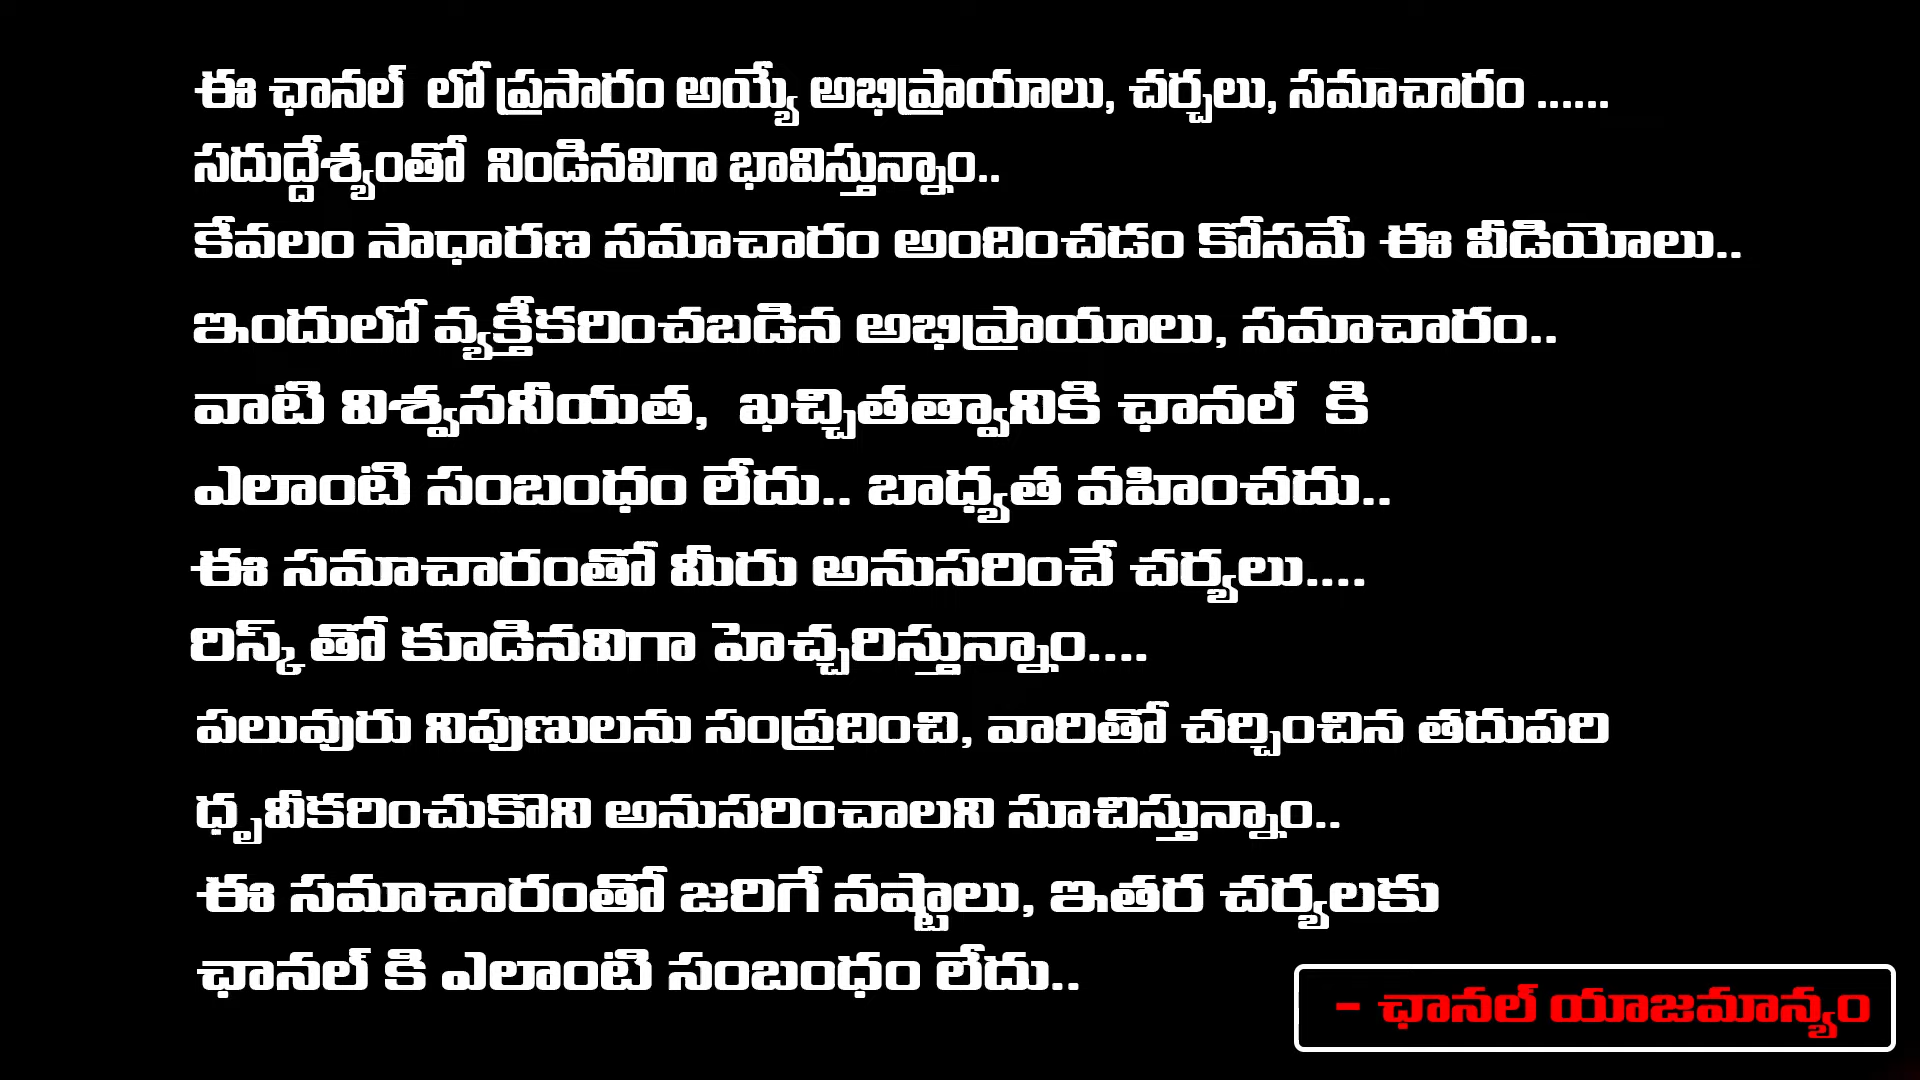 ఈ ఛానల్ లో ప్రసారం అయ్యే అభిప్రాయాలు, చర్చలు, సమాచారం ......
సదుద్దేశ్యంతో నిండినవిగా భావిస్తున్నాం..
కేవలం సాధారణ సమాచారం అందించడం కోసమే ఈ వీడియోలు..
ఇందులో వ్యక్తీకరించబడిన అభిప్రాయాలు, సమాచారం..
వాటి విశ్వసనీయత, ఖచ్చితత్వానికి ఛానల్ కి
ఎలాంటి సంబంధం లేదు.. బాధ్యత వహించదు..
ఈ సమాచారంతో మీరు అనుసరించే చర్యలు....
రిస్క్ తో కూడినవిగా హెచ్చరిస్తున్నాం....
పలువురు నిపుణులను సంప్రదించి, వారితో చర్చించిన తదుపరి
ధృవీకరించుకొని అనుసరించాలని సూచిస్తున్నాం..
ఈ సమాచారంతో జరిగే నష్టాలు, ఇతర చర్యలకు
ఛానల్ కి ఎలాంటి సంబంధం లేదు..
- ఛానల్ యాజమాన్యం